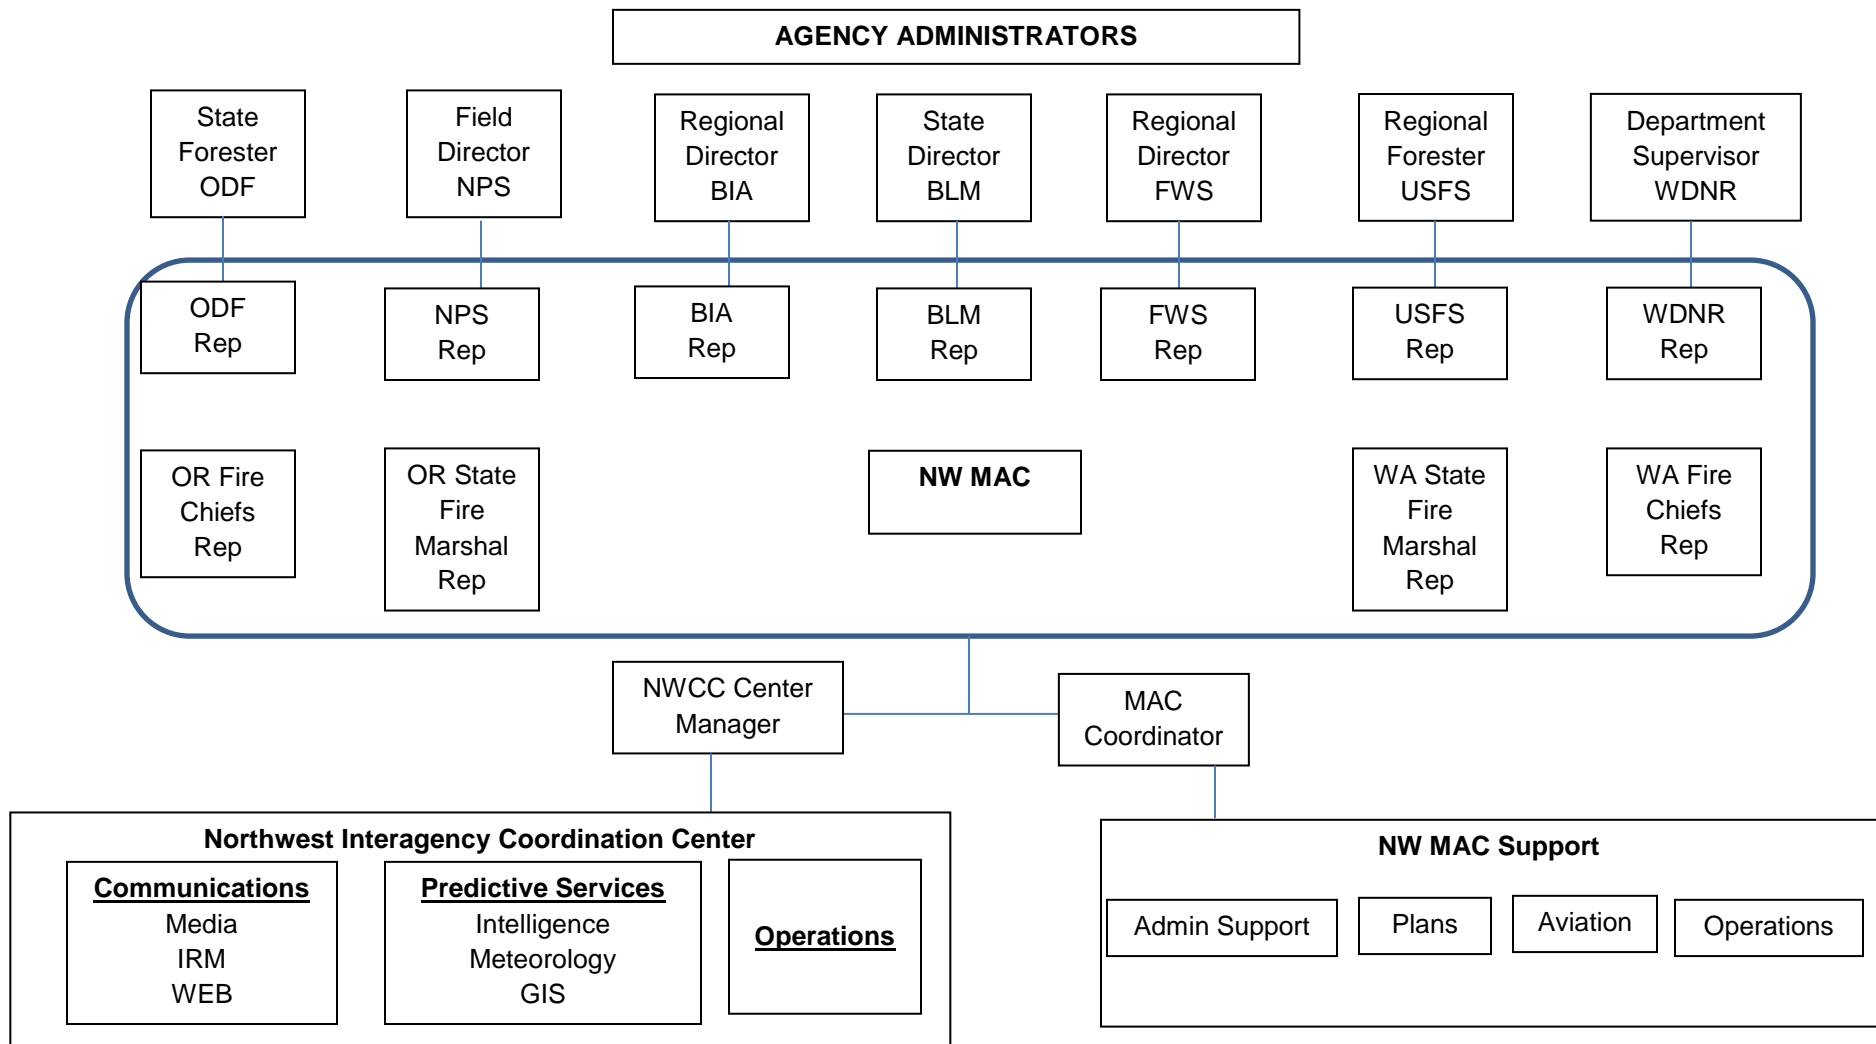 AGENCY ADMINISTRATORS
State
Forester
ODF
Field
Director
NPS
Regional
Director
BIA
State
Director
BLM
Regional
Director
FWS
Regional
Forester
USFS
Department
Supervisor
WDNR
ODF
Rep
NPS
Rep
BIA
Rep
BLM
Rep
FWS
Rep
USFS
Rep
WDNR
Rep
OR Fire
Chiefs
Rep
OR State
Fire
Marshal
Rep
NW MAC
WA State
Fire
Marshal
Rep
WA Fire
Chiefs
Rep
NWCC Center
Manager
MAC
Coordinator
Northwest Interagency Coordination Center
Communications
Media
IRM
WEB
Predictive Services
Intelligence
Meteorology
GIS
Operations
NW MAC Support
Admin Support
Plans
Aviation
Operations